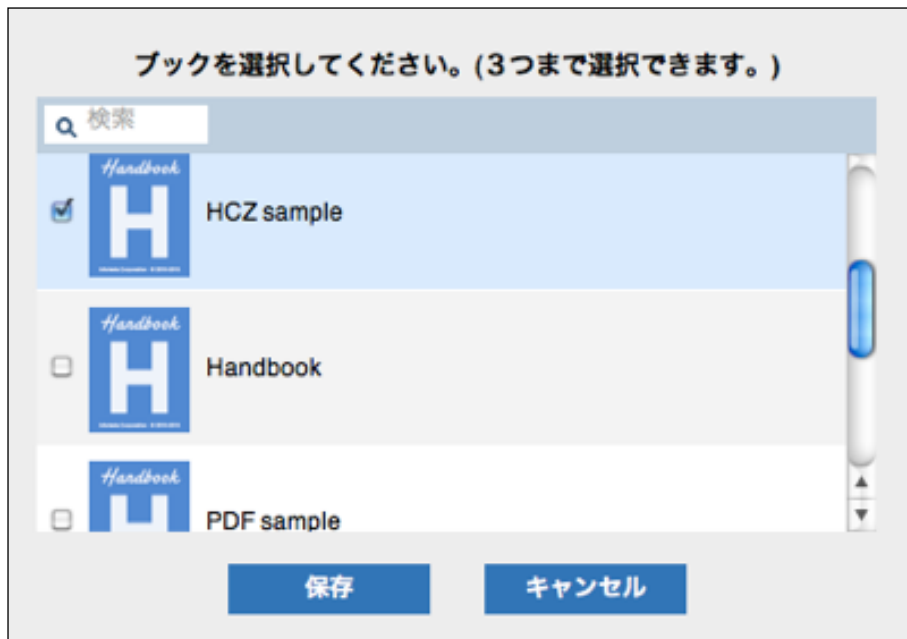 ブックを選択してください。(３つまで選択できます。)
検索
Handbook
H
HCZ sample
Handbook
H
Handbook
Handbook
H
PDF sample
保存
キャンセル